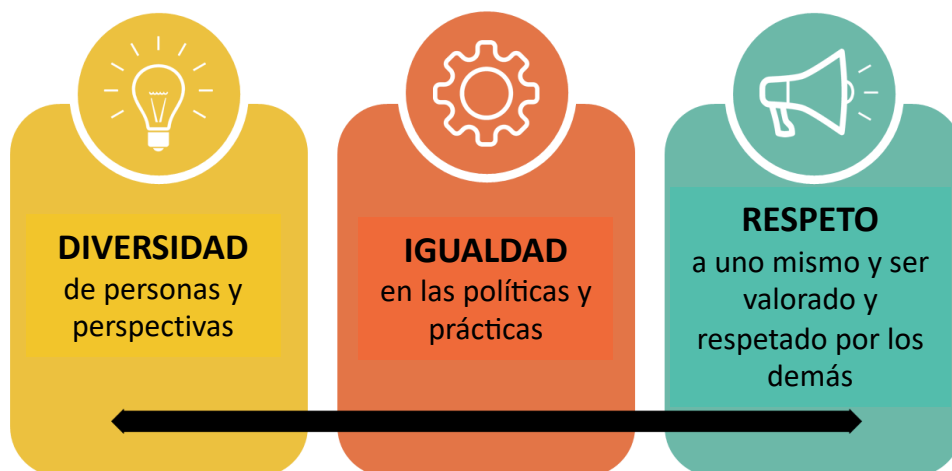 DIVERSIDAD
de personas y
perspectivas
IGUALDAD
en las políticas y
prácticas
RESPETO
a uno mismo y ser
valorado y
respetado por los
demás